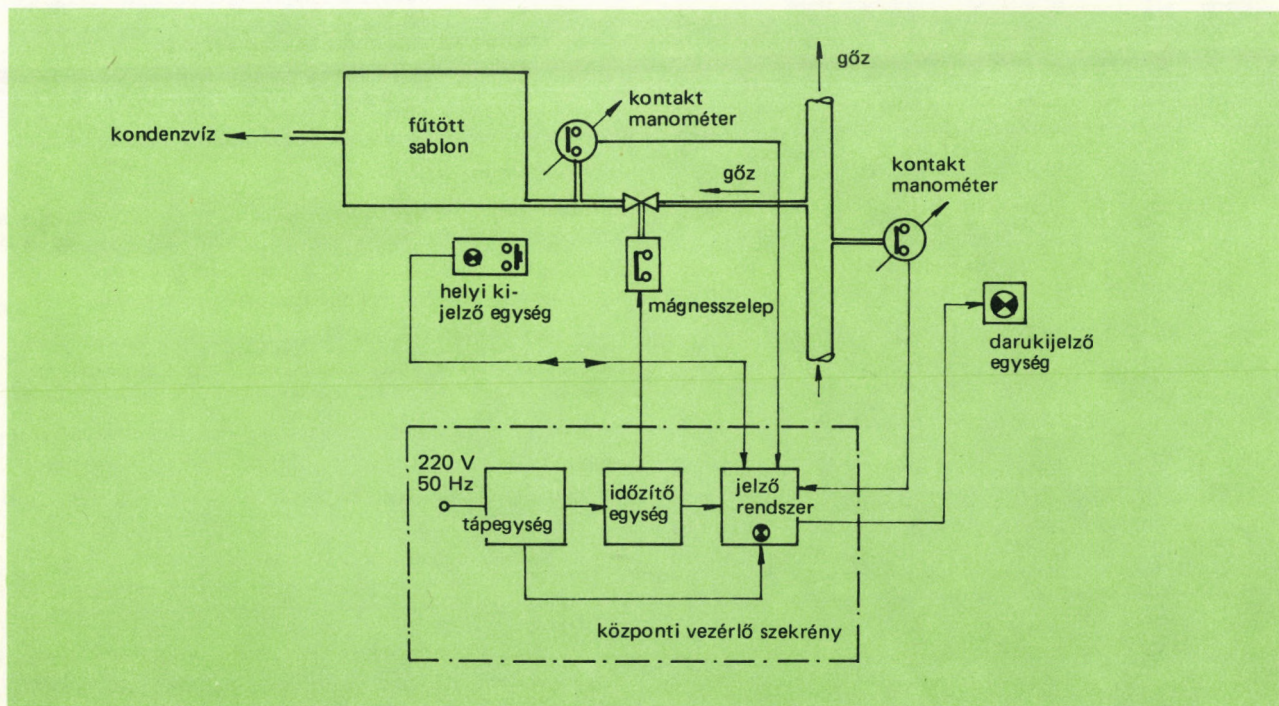 gőz
kontakt
manométer
kondenzvíz
fűtött
sablon
kontakt
manométer
gőz
helyi ki-
jelző egység
mágnesszelep
darukijelző
egység
220 V
50 Hz
tápegység
időzítő
egység
jelző
rendszer
központi vezérlő szekrény